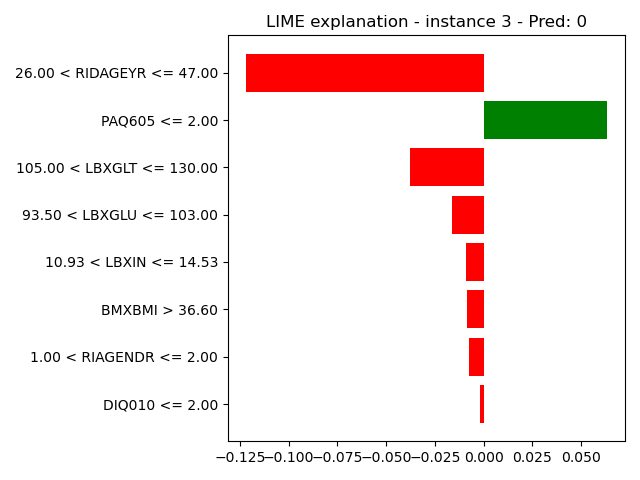 LIME explanation - instance 3 - Pred: 0
26.00 < RIDAGEYR <= 47.00
PAQ605 <= 2.00
105.00 < LBXGLT <= 130.00
93.50 < LBXGLU <= 103.00
10.93 < LBXIN <= 14.53
BMXBMI > 36.60
1.00 < RIAGENDR <= 2.00
DIQ010 <= 2.00
−0.125 −0.100 −0.075 −0.050 −0.025 0.000 0.025 0.050